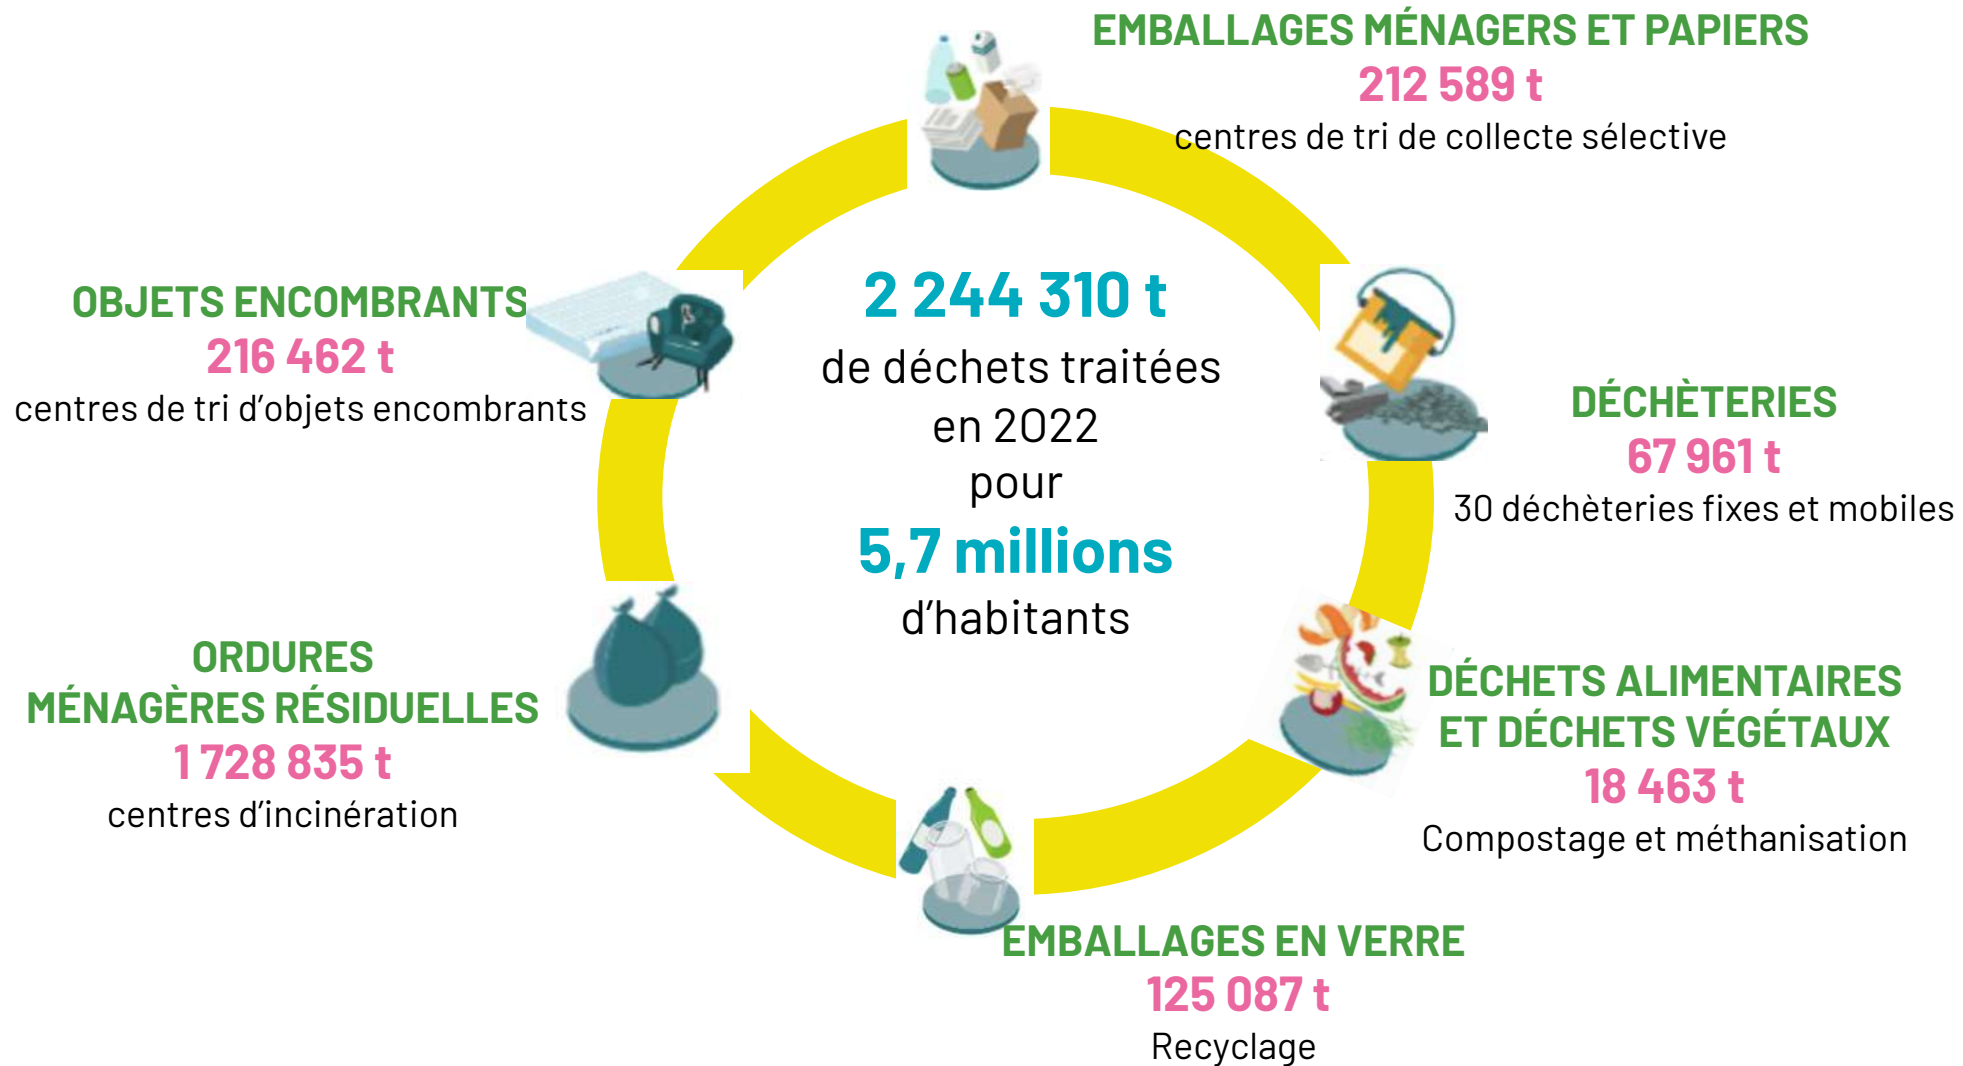 EMBALLAGES MÉNAGERS ET PAPIERS
212 589 t
centres de tri de collecte sélective
OBJETS ENCOMBRANTS
216 462 t
centres de tri d’objets encombrants
2 244 310 t
de déchets traitées
en 2022
pour
5,7 millions
d’habitants
DÉCHÈTERIES
67 961 t
30 déchèteries fixes et mobiles
ORDURES
MÉNAGÈRES RÉSIDUELLES
1 728 835 t
centres d’incinération
DÉCHETS ALIMENTAIRES
ET DÉCHETS VÉGÉTAUX
18 463 t
Compostage et méthanisation
EMBALLAGES EN VERRE
125 087 t
Recyclage